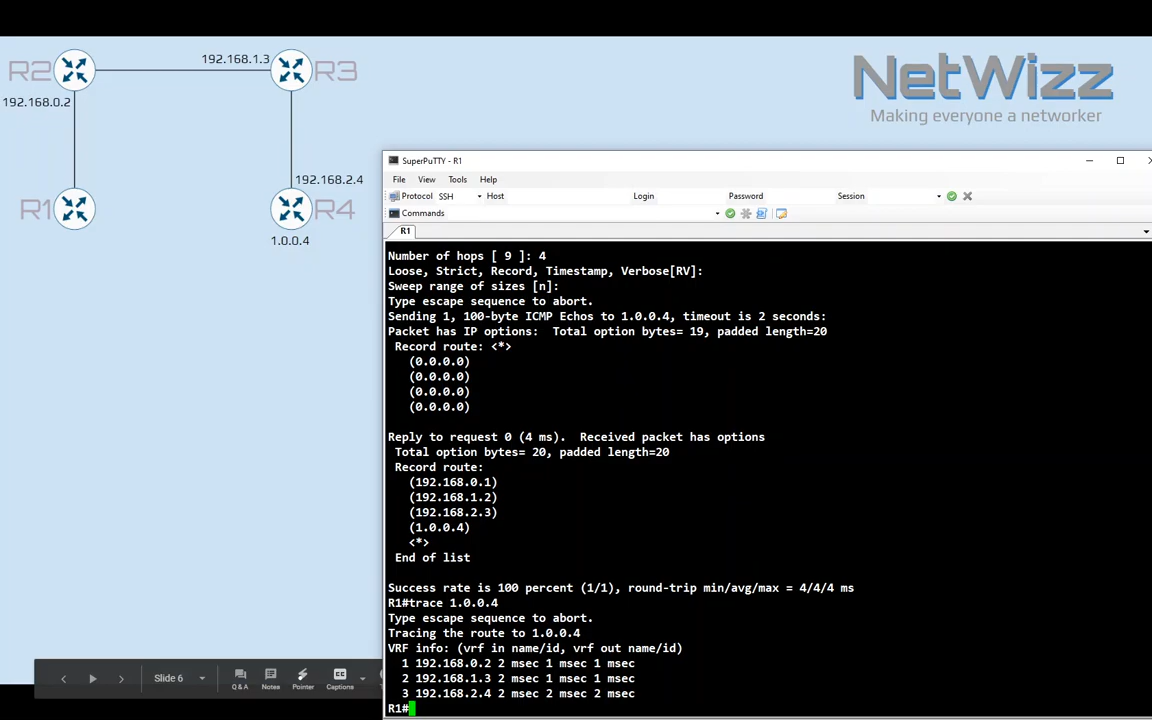 192.168.1.3
R2
R3
192.168.0.2
192.168.2.4
R1
R4
1.0.0.4
NetWizz
Making everyone a networker
SuperPuTTY - R1
File View Tools Help
Protocol SSH Host Login Password Session
Commands
R1
Number of hops [ 9 ]: 4
Loose, Strict, Record, Timestamp, Verbose[RV]:
Sweep range of sizes [n]:
Type escape sequence to abort.
Sending 1, 100-byte ICMP Echos to 1.0.0.4, timeout is 2 seconds:
Packet has IP options:  Total option bytes= 19, padded length=20
Record route: <*>
(0.0.0.0)
(0.0.0.0)
(0.0.0.0)
(0.0.0.0)
Reply to request 0 (4 ms).  Received packet has options
Total option bytes= 20, padded length=20
Record route:
(192.168.0.1)
(192.168.1.2)
(192.168.2.3)
(1.0.0.4)
<*>
End of list
Success rate is 100 percent (1/1), round-trip min/avg/max = 4/4/4 ms
R1#trace 1.0.0.4
Type escape sequence to abort.
Tracing the route to 1.0.0.4
VRF info: (vrf in name/id, vrf out name/id)
1 192.168.0.2 2 msec 1 msec 1 msec
2 192.168.1.3 2 msec 1 msec 1 msec
3 192.168.2.4 2 msec 2 msec 2 msec
R1#
Slide 6
Q & A Notes Pointer Captions